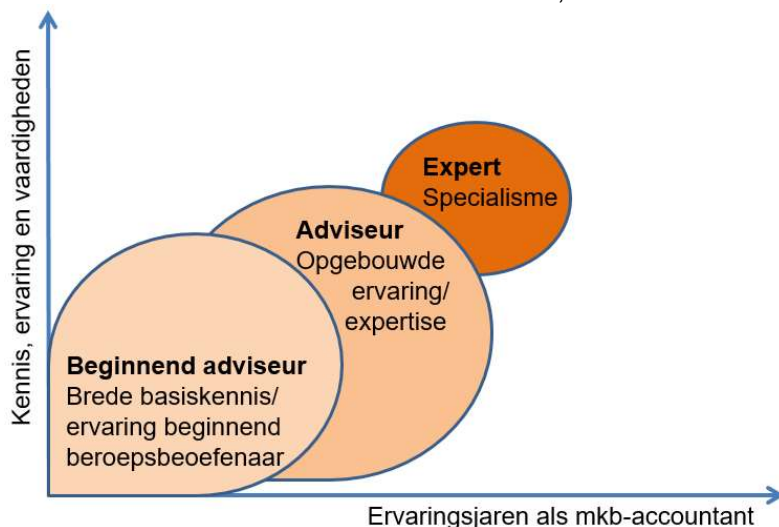 Kennis, ervaring en vaardigheden
Expert
Specialisme
Adviseur
Opgebouwde
ervaring/
expertise
Beginnend adviseur
Brede basiskennis/
ervaring beginnend
beroepsbeoefenaar
Ervaringsjaren als mkb-accountant